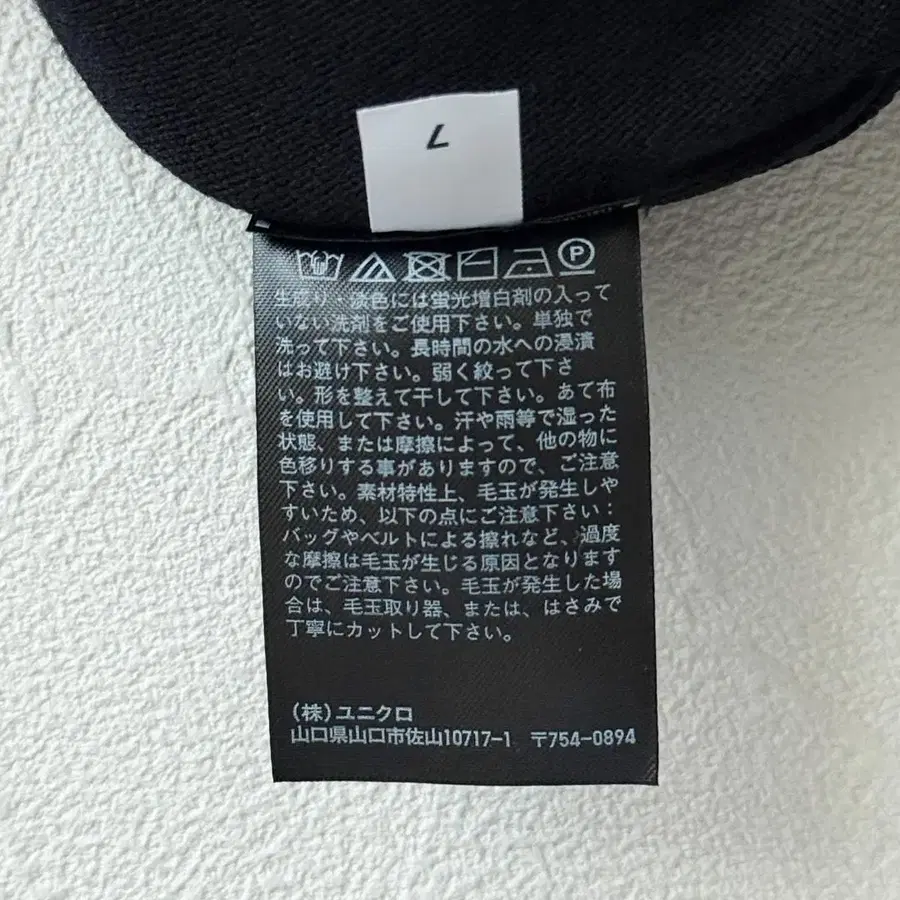 7
P
生成り・淡色には蛍光増白剤の入って
いない洗剤をご使用下さい。単独で
洗って下さい。長時間の水への浸漬
はお避け下さい。弱く絞って下さ
い。形を整えて干して下さい。あて布
を使用して下さい。汗や雨等で湿った
状態、または摩擦によって、他の物に
色移りする事がありますので、ご注意
下さい。素材特性上、毛玉が発生しや
すいため、以下の点にご注意下さい：
バッグやベルトによる擦れなど、過度
な摩擦は毛玉が生じる原因となります
のでご注意下さい。毛玉が発生した場
合は、毛玉取り器、または、はさみで
丁寧にカットして下さい。
(株)ユニクロ
山口県山口市佐山10717-1 〒754-0894